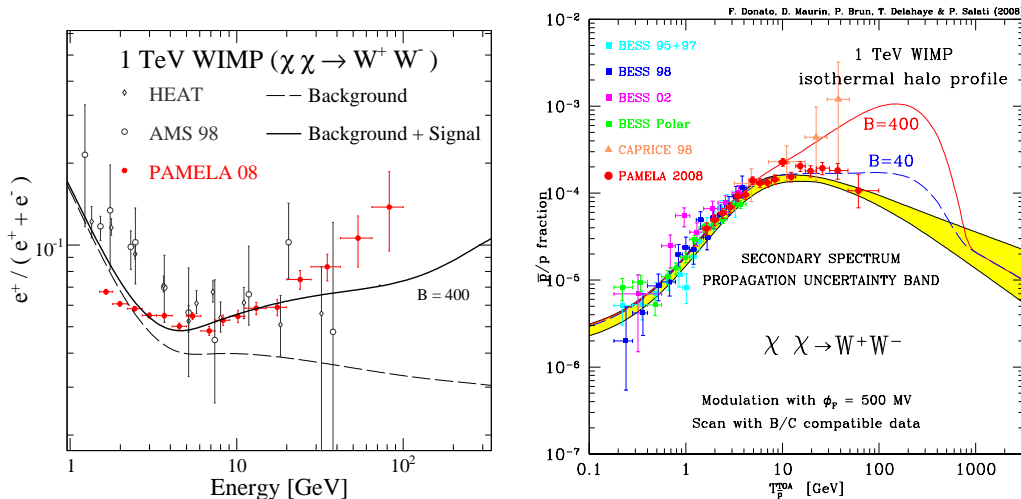 1 TeV WIMP (χ χ → W⁺ W⁻)
HEAT
AMS 98
PAMELA 08
Background
Background + Signal
B = 400
10⁻¹
e⁺ / ( e⁺ + e⁻ )
1
10
10²
Energy [GeV]
F. Donato, D. Maurin, P. Brun, T. Delahaye & P. Salati (2008)
10⁻²
10⁻³
10⁻⁴
10⁻⁵
10⁻⁶
p̅/p fraction
BESS 95+97
BESS 98
BESS 02
BESS Polar
CAPRICE 98
PAMELA 2008
1 TeV WIMP
isothermal halo profile
B=400
B=40
SECONDARY SPECTRUM
PROPAGATION UNCERTAINTY BAND
χ χ→W⁺W⁻
Modulation with ϕ_F = 500 MV
Scan with B/C compatible data
0.1
1
10
100
1000
T_p̅^TOA [GeV]